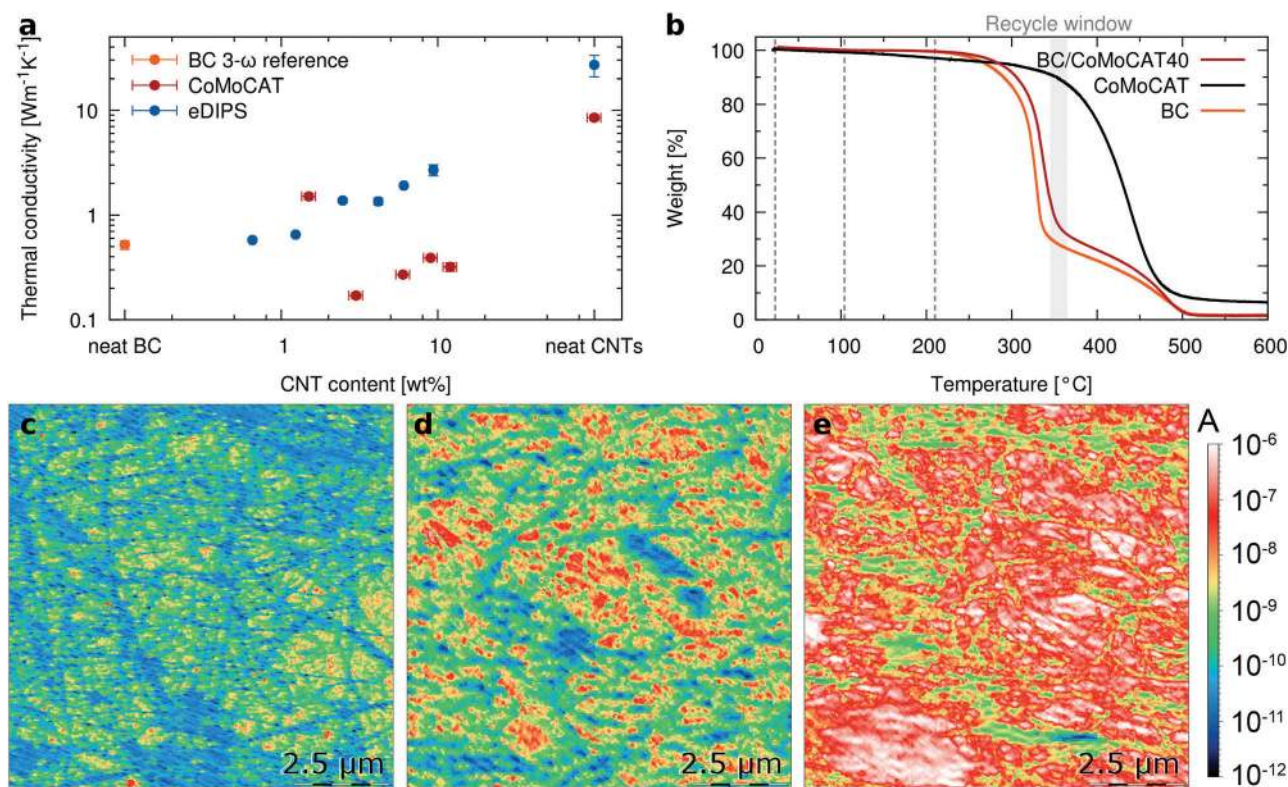 a
Thermal conductivity [Wm⁻¹K⁻¹]
BC 3-ω reference
CoMoCAT
eDIPS
10
1
0.1
neat BC 1 10 neat CNTs
CNT content [wt%]
b
Recycle window
Weight [%]
BC/CoMoCAT40
CoMoCAT
BC
100
80
60
40
20
0
0 100 200 300 400 500 600
Temperature [°C]
c
2.5 μm
d
2.5 μm
e
2.5 μm
A
10⁻⁶
10⁻⁷
10⁻⁸
10⁻⁹
10⁻¹⁰
10⁻¹¹
10⁻¹²